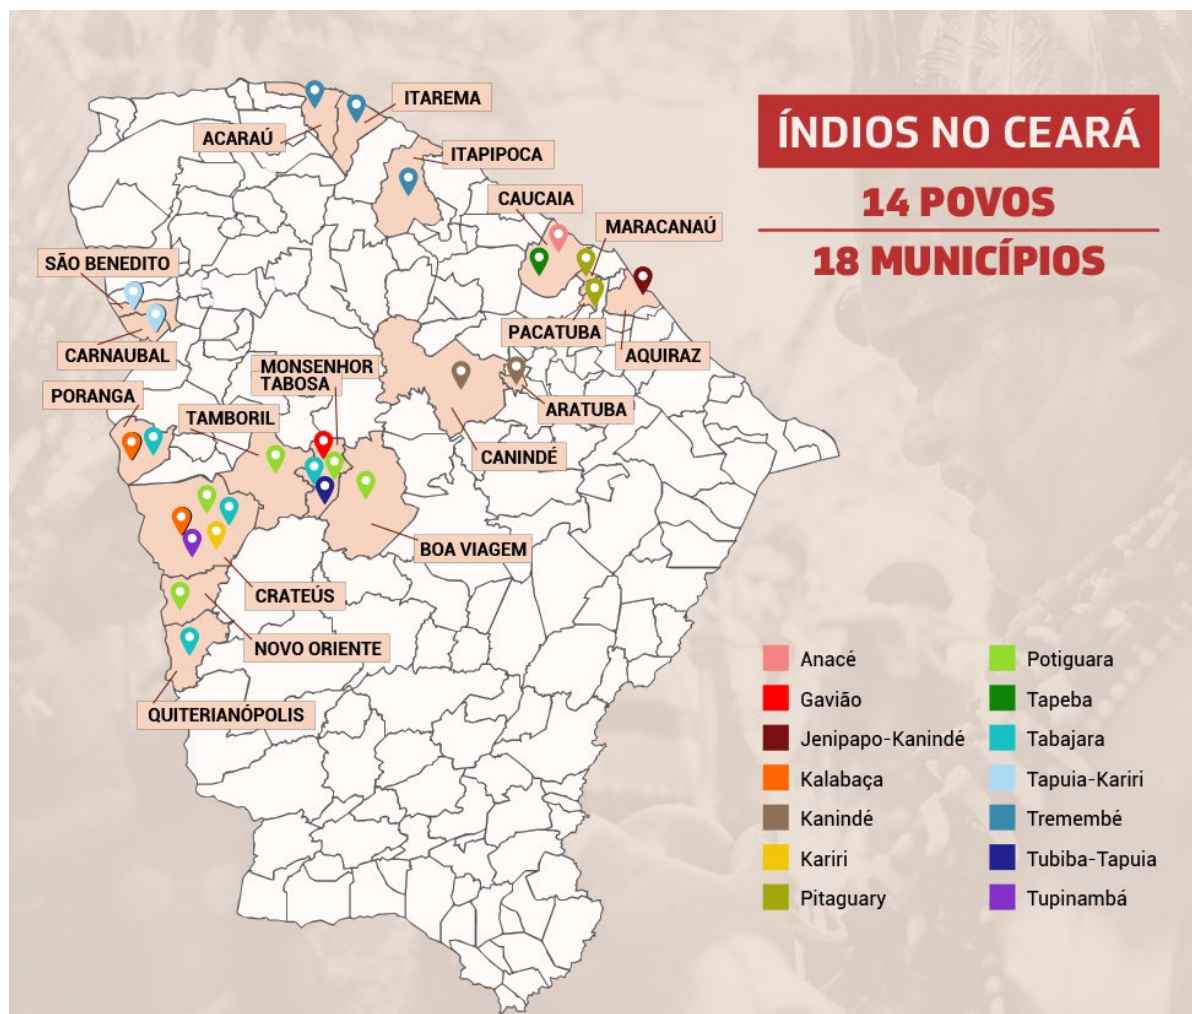 ÍNDIOS NO CEARÁ
14 POVOS
18 MUNICÍPIOS
ITAREMA
ACARAÚ
ITAPIPOCA
CAUCAIA
MARACANAÚ
SÃO BENEDITO
PACATUBA
CARNAUBAL
AQUIRAZ
MONSENHOR
TABOSA
PORANGA
ARATUBA
TAMBORIL
CANINDÉ
BOA VIAGEM
CRATEÚS
NOVO ORIENTE
QUITERIANÓPOLIS
Anacé
Gavião
Jenipapo-Kanindé
Kalabaça
Kanindé
Kariri
Pitaguary
Potiguara
Tapeba
Tabajara
Tapuia-Kariri
Tremembé
Tubiba-Tapuia
Tupinambá